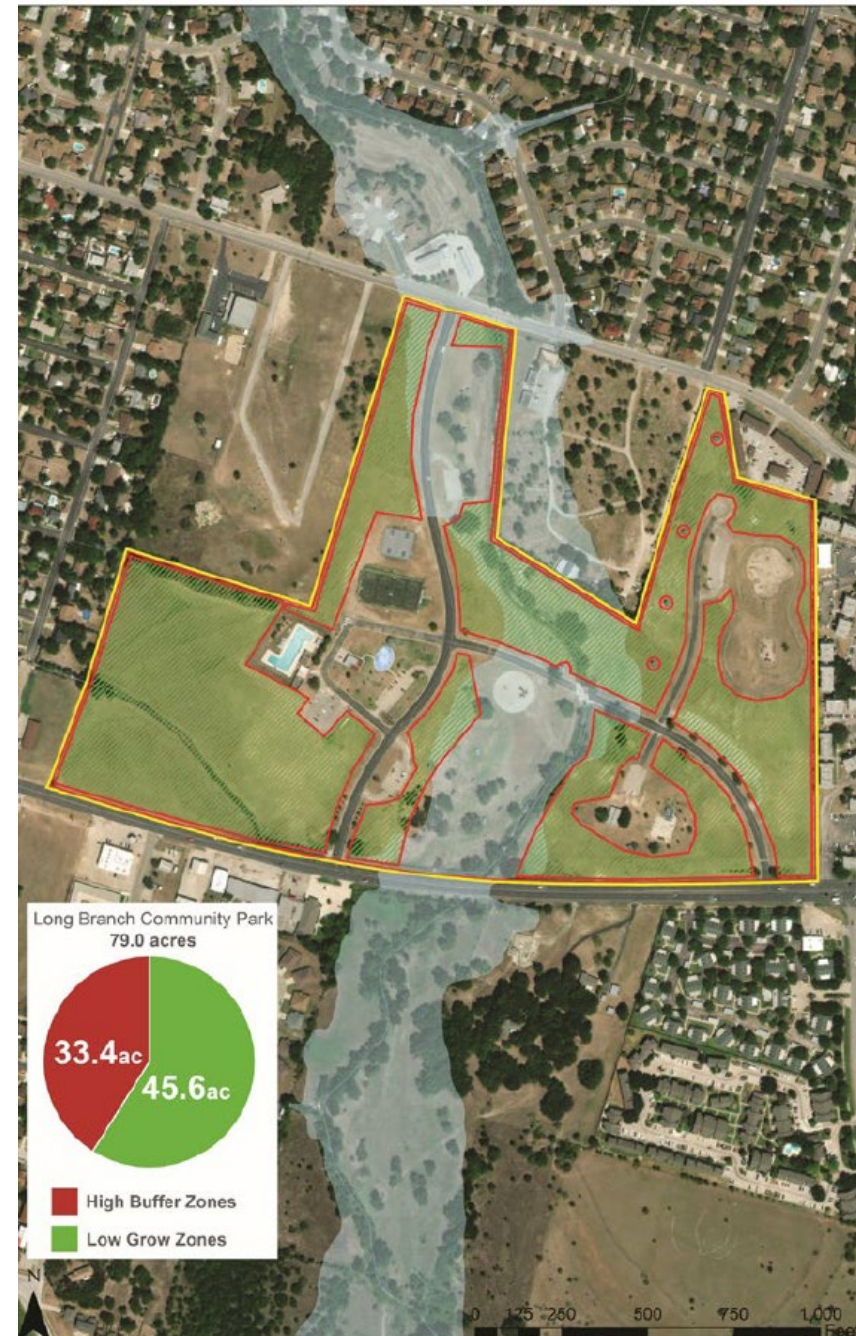 Long Branch Community Park
79.0 acres
33.4ac
45.6ac
High Buffer Zones
Low Grow Zones
N
0 125 250 500 750 1,000
Fee